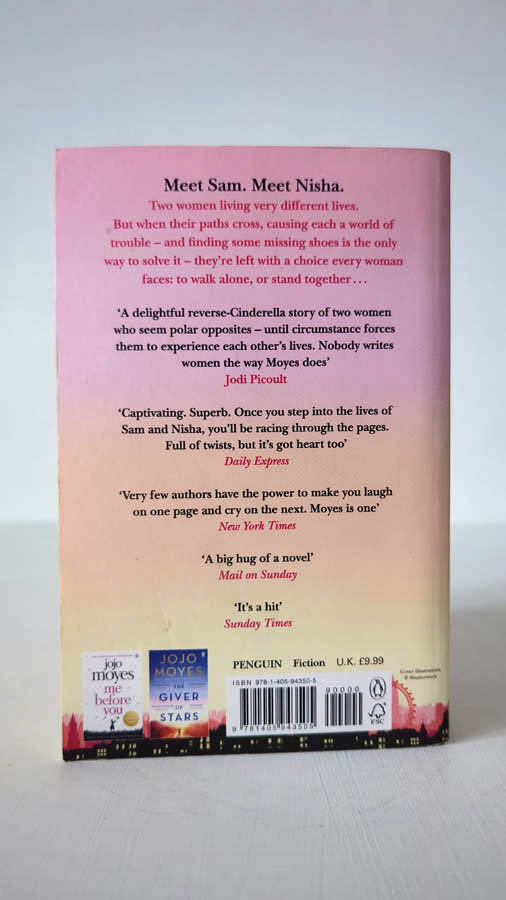 Meet Sam. Meet Nisha.
Two women living very different lives.
But when their paths cross, causing each a world of
trouble – and finding some missing shoes is the only
way to solve it – they're left with a choice every woman
faces: to walk alone, or stand together…
'A delightful reverse-Cinderella story of two women
who seem polar opposites – until circumstance forces
them to experience each other's lives. Nobody writes
women the way Moyes does'
Jodi Picoult
'Captivating. Superb. Once you step into the lives of
Sam and Nisha, you'll be racing through the pages.
Full of twists, but it's got heart too'
Daily Express
'Very few authors have the power to make you laugh
on one page and cry on the next. Moyes is one'
New York Times
'A big hug of a novel'
Mail on Sunday
'It's a hit'
Sunday Times
jojo
moyes
me
before
you
JOJO
MOYES
THE
GIVER
OF
STARS
PENGUIN Fiction U.K. £9.99
ISBN 978-1-405-94350-5
90000
9 781405 943505
FSC
Cover illustration
© Shutterstock